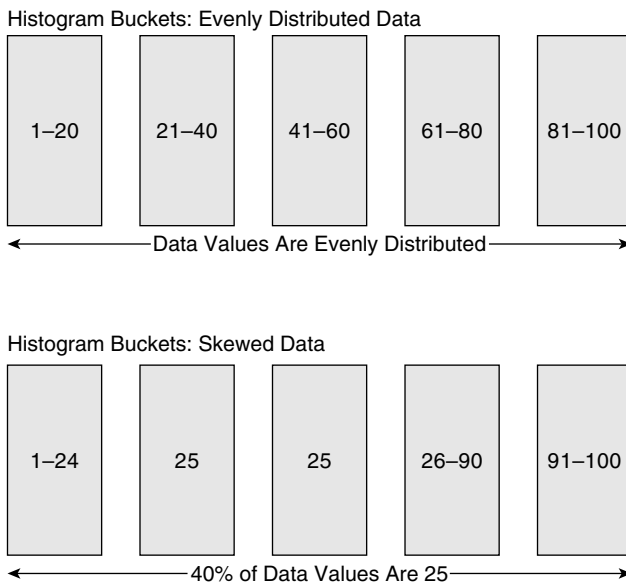 Histogram Buckets: Evenly Distributed Data
1–20 21–40 41–60 61–80 81–100
Data Values Are Evenly Distributed
Histogram Buckets: Skewed Data
1–24 25 25 26–90 91–100
40% of Data Values Are 25